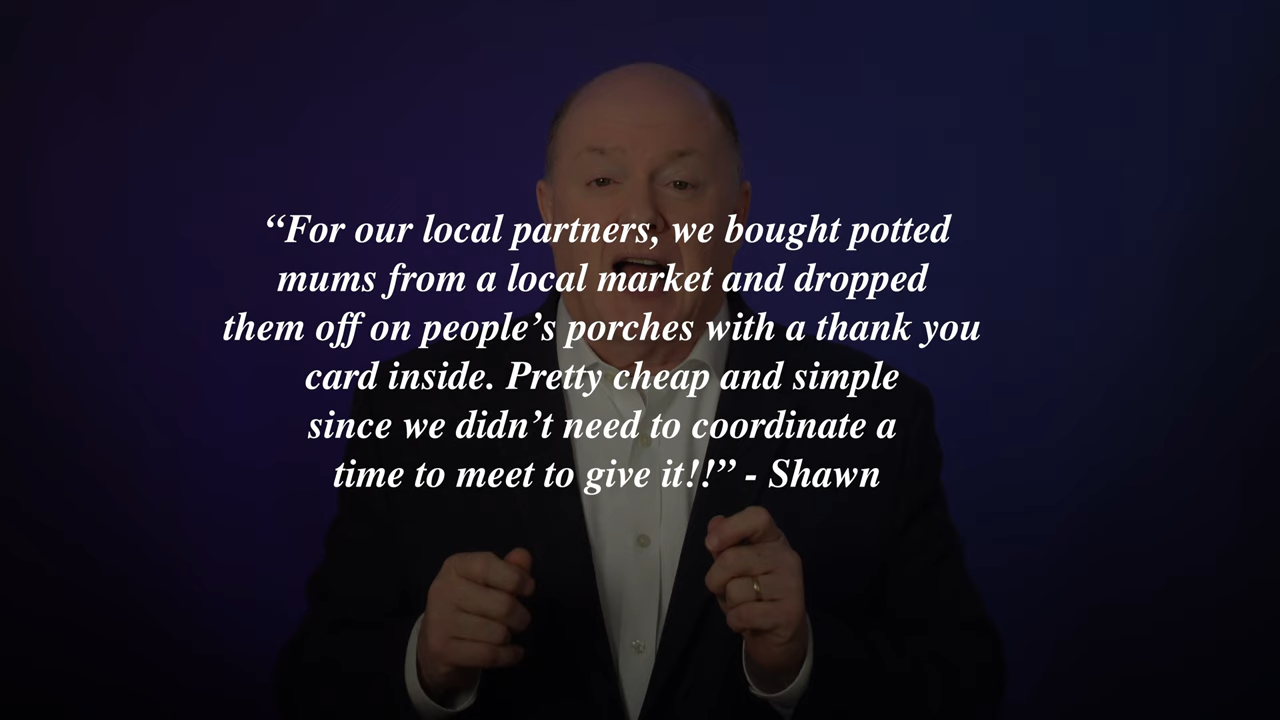 “For our local partners, we bought potted
mums from a local market and dropped
them off on people’s porches with a thank you
card inside. Pretty cheap and simple
since we didn’t need to coordinate a
time to meet to give it!!” - Shawn